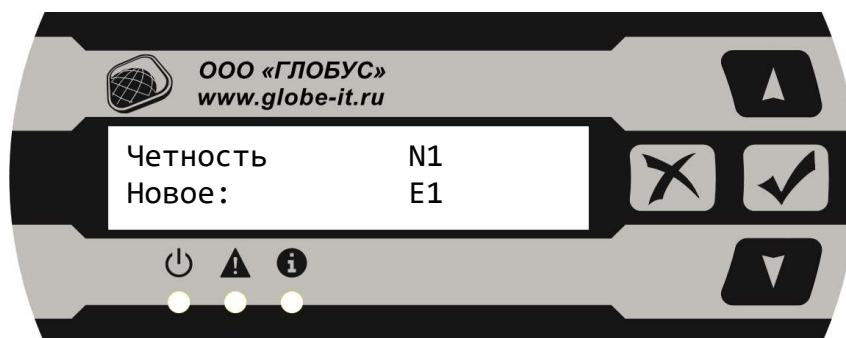 ООО «ГЛОБУС»
www.globe-it.ru
Четность N1
Новое: E1